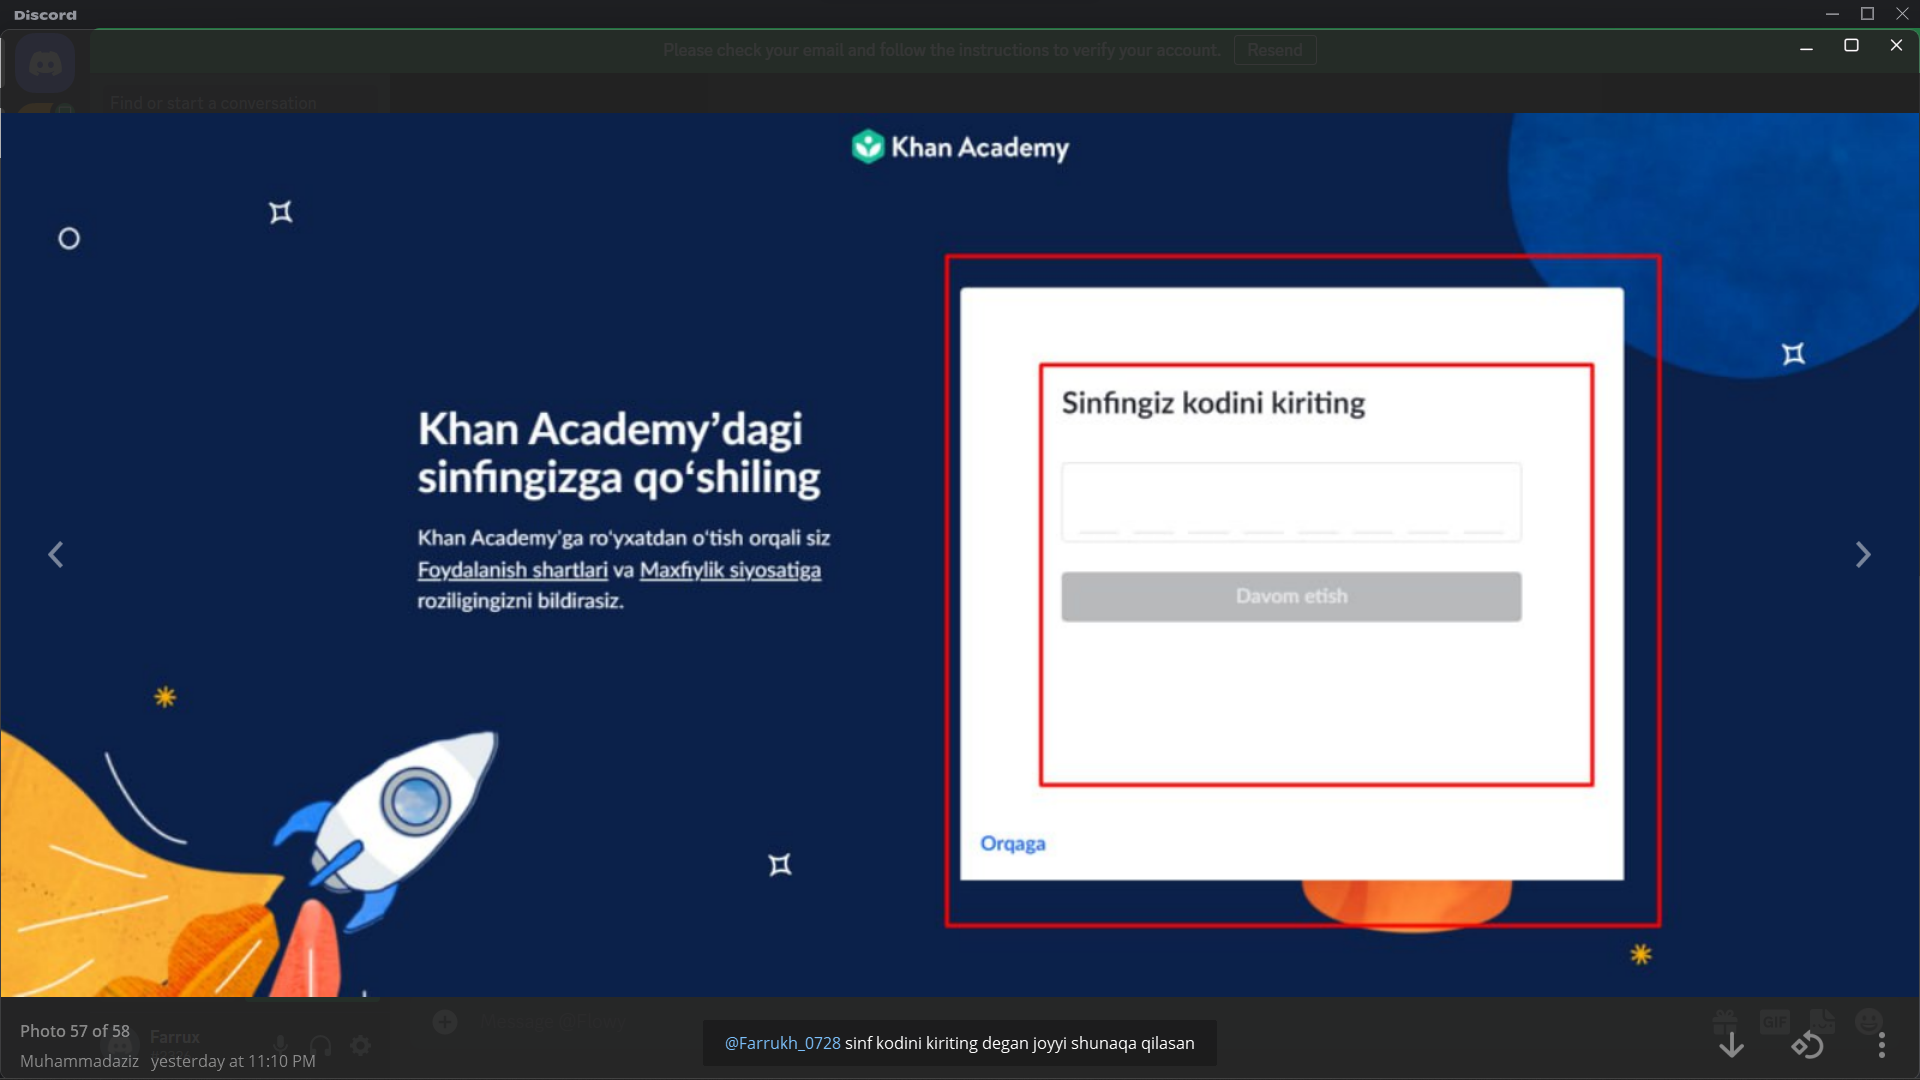 Discord
Please check your email and follow the instructions to verify your account. Resend
Find or start a conversation
Khan Academy
Sinfingiz kodini kiriting
Khan Academy’dagi
sinfingizga qo‘shiling
Khan Academy’ga ro‘yxatdan o‘tish orqali siz
Foydalanish shartlari va Maxfiylik siyosatiga
roziligingizni bildirasiz.
Davom etish
Orqaga
Photo 57 of 58
Farrux
GIF
@Farrukh_0728 sinf kodini kiriting degan joyyi shunaqa qilasan
Muhammadaziz yesterday at 11:10 PM